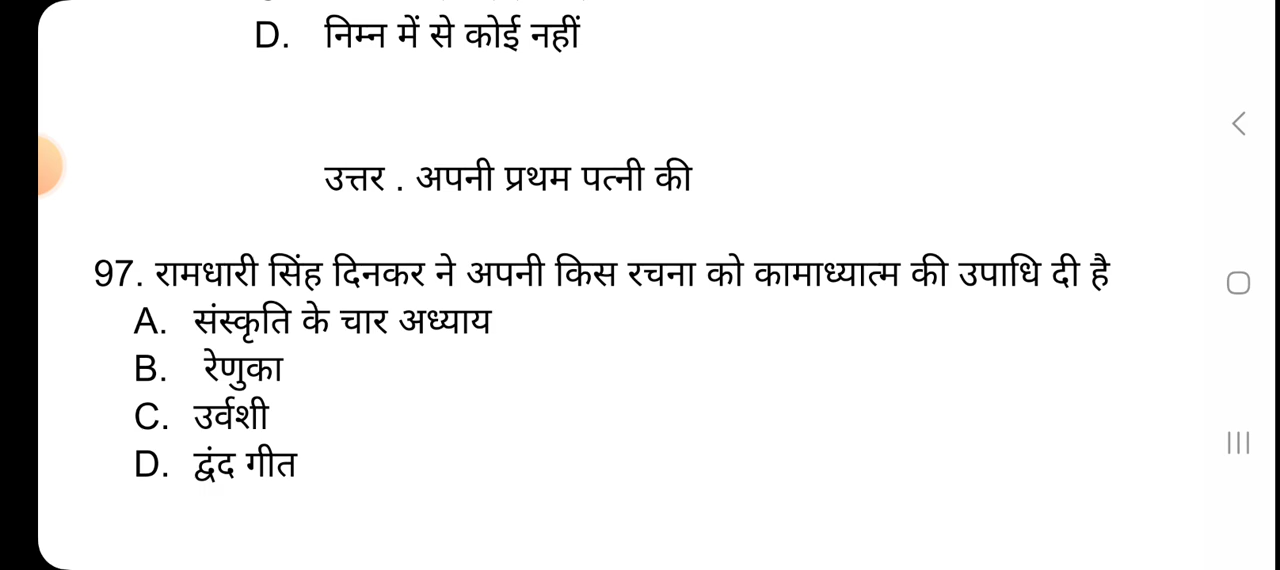 D. निम्न में से कोई नहीं
उत्तर . अपनी प्रथम पत्नी की
97. रामधारी सिंह दिनकर ने अपनी किस रचना को कामाध्यात्म की उपाधि दी है
A. संस्कृति के चार अध्याय
B. रेणुका
C. उर्वशी
D. द्वंद गीत